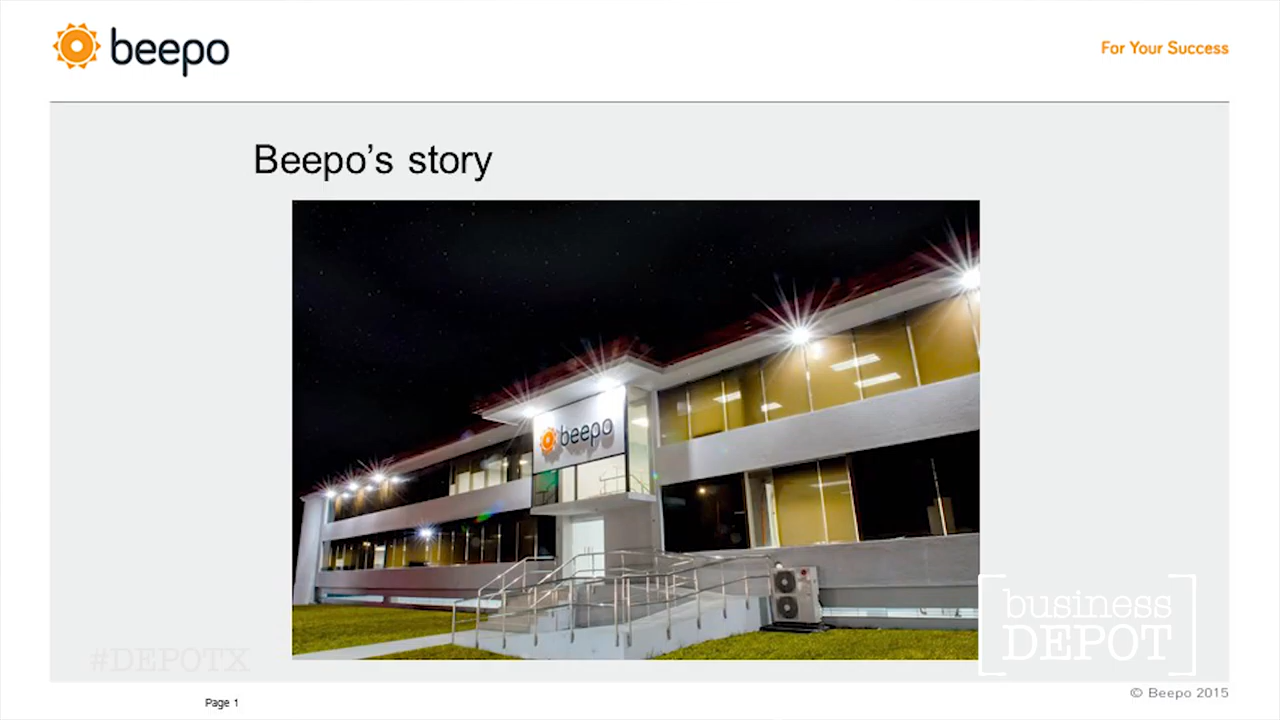 beepo
For Your Success
Beepo’s story
beepo
business
DEPOT
#DEPOTX
Page 1
© Beepo 2015